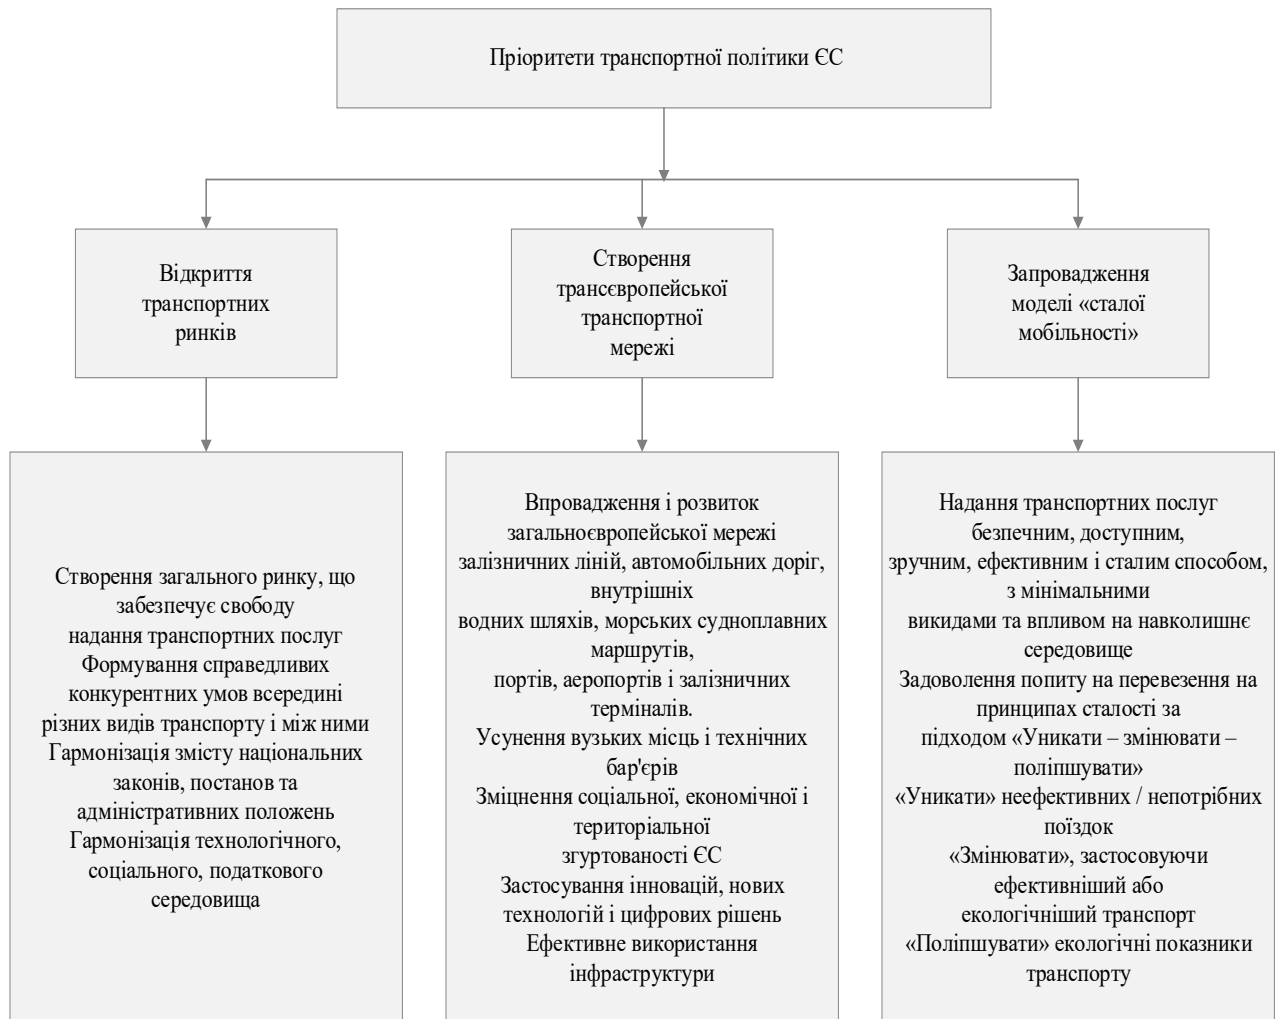 Пріоритети транспортної політики ЄС
Відкриття
транспортних
ринків
Створення
трансєвропейської
транспортної
мережі
Запровадження
моделі «сталої
мобільності»
Створення загального ринку, що
забезпечує свободу
надання транспортних послуг
Формування справедливих
конкурентних умов всередині
різних видів транспорту і між ними
Гармонізація змісту національних
законів, постанов та
адміністративних положень
Гармонізація технологічного,
соціального, податкового
середовища
Впровадження і розвиток
загальноєвропейської мережі
залізничних ліній, автомобільних доріг,
внутрішніх
водних шляхів, морських судноплавних
маршрутів,
портів, аеропортів і залізничних
терміналів.
Усунення вузьких місць і технічних
бар'єрів
Зміцнення соціальної, економічної і
територіальної
згуртованості ЄС
Застосування інновацій, нових
технологій і цифрових рішень
Ефективне використання
інфраструктури
Надання транспортних послуг
безпечним, доступним,
зручним, ефективним і сталим способом,
з мінімальними
викидами та впливом на навколишнє
середовище
Задоволення попиту на перевезення на
принципах сталості за
підходом «Уникати – змінювати –
поліпшувати»
«Уникати» неефективних / непотрібних
поїздок
«Змінювати», застосовуючи
ефективніший або
екологічніший транспорт
«Поліпшувати» екологічні показники
транспорту